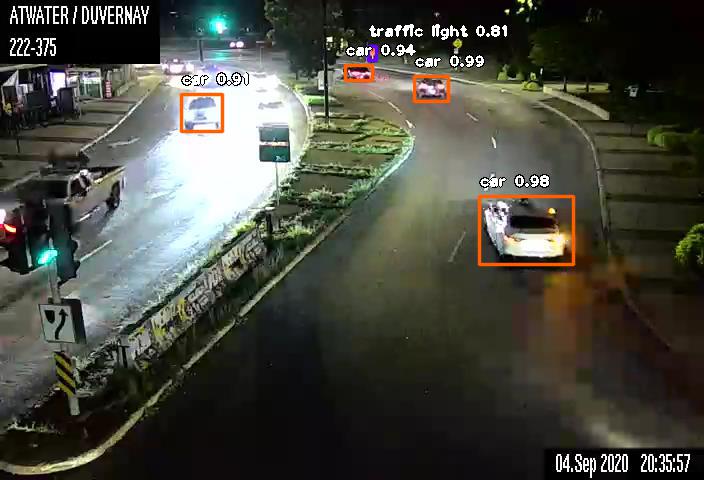 ATWATER / DUVERNAY
222-375
traffic light 0.81
car 0.94
car 0.99
car 0.91
car 0.98
04.Sep 2020 20:35:57